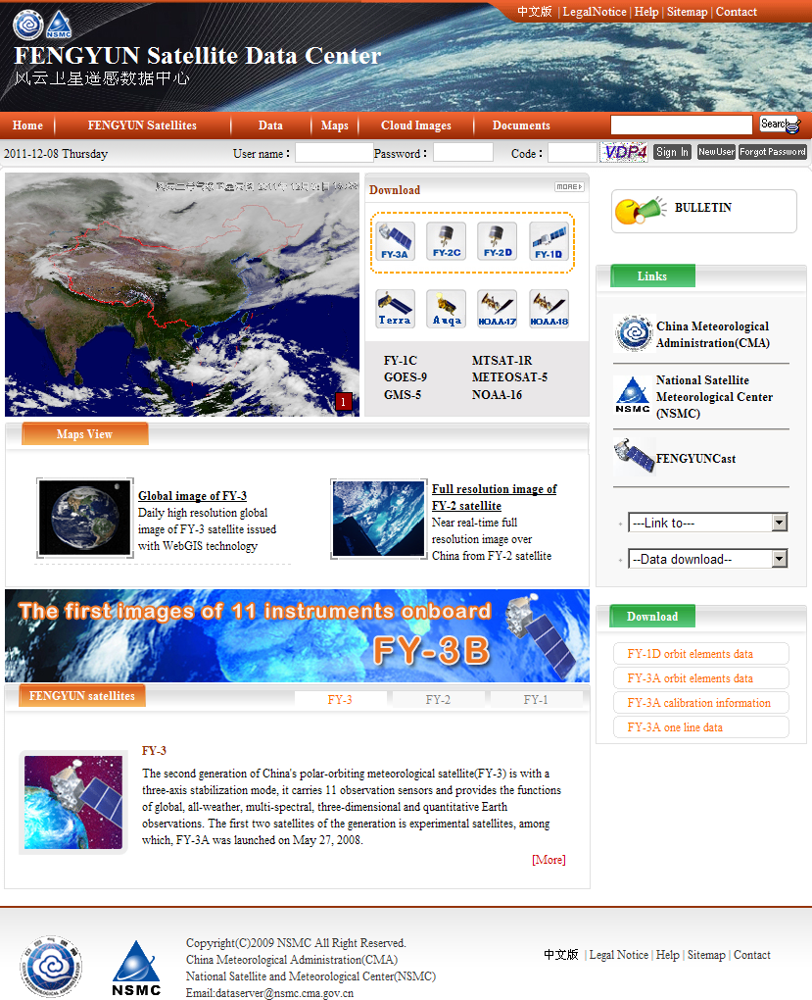 中文版 | LegalNotice | Help | Sitemap | Contact
NSMC
FENGYUN Satellite Data Center
风云卫星遥感数据中心
Home FENGYUN Satellites Data Maps Cloud Images Documents Search
2011-12-08 Thursday User name： Password： Code： VDP4 Sign In NewUser Forgot Password
1
Download MORE
FY-3A FY-2C FY-2D FY-1D
Terra Auqa NOAA-17 NOAA-18
FY-1C MTSAT-1R
GOES-9 METEOSAT-5
GMS-5 NOAA-16
BULLETIN
Links
China Meteorological
Administration(CMA)
National Satellite
Meteorological Center
(NSMC)
NSMC
FENGYUNCast
---Link to---
--Data download--
Maps View
Global image of FY-3
Daily high resolution global
image of FY-3 satellite issued
with WebGIS technology
Full resolution image of
FY-2 satellite
Near real-time full
resolution image over
China from FY-2 satellite
The first images of 11 instruments onboard
FY-3B
Download
FY-1D orbit elements data
FY-3A orbit elements data
FY-3A calibration information
FY-3A one line data
FENGYUN satellites FY-3 FY-2 FY-1
FY-3
The second generation of China's polar-orbiting meteorological satellite(FY-3) is with a
three-axis stabilization mode, it carries 11 observation sensors and provides the functions
of global, all-weather, multi-spectral, three-dimensional and quantitative Earth
observations. The first two satellites of the generation is experimental satellites, among
which, FY-3A was launched on May 27, 2008.
[More]
NSMC
Copyright(C)2009 NSMC All Right Reserved.
China Meteorological Administration(CMA)
National Satellite and Meteorological Center(NSMC)
Email:dataserver@nsmc.cma.gov.cn
中文版 | Legal Notice | Help | Sitemap | Contact